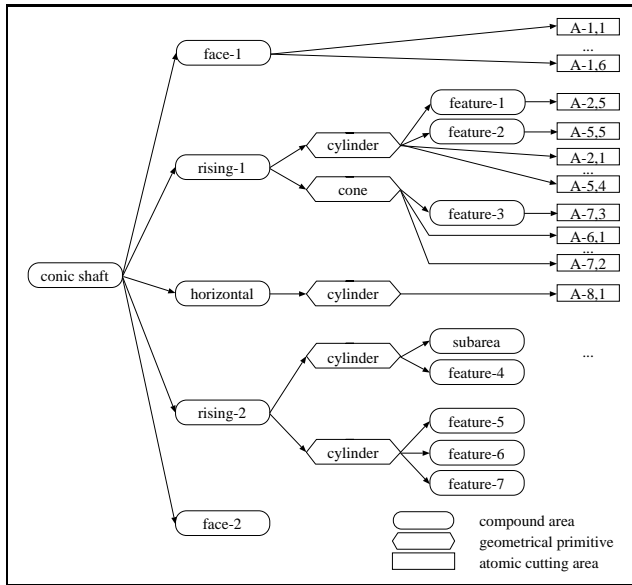 A-1,1
...
face-1
A-1,6
feature-1
A-2,5
feature-2
A-5,5
cylinder
A-2,1
...
rising-1
A-5,4
cone
feature-3
A-7,3
A-6,1
...
A-7,2
conic shaft
horizontal
cylinder
A-8,1
subarea
cylinder
...
feature-4
rising-2
feature-5
cylinder
feature-6
feature-7
face-2
compound area
geometrical primitive
atomic cutting area